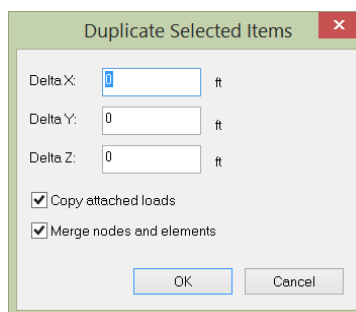 Duplicate Selected Items
Delta X: 0 ft
Delta Y: 0 ft
Delta Z: 0 ft
Copy attached loads
Merge nodes and elements
OK Cancel